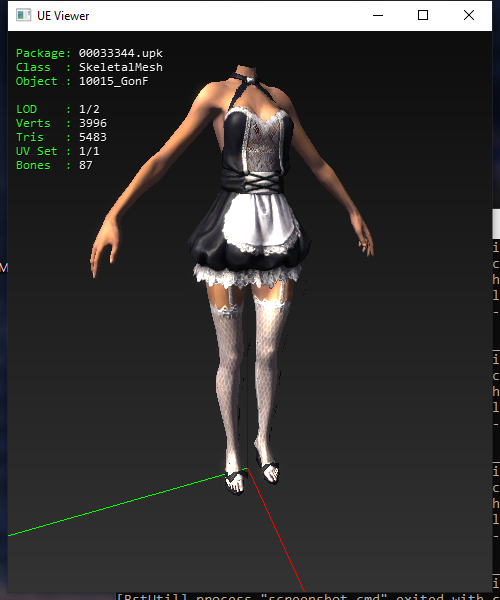 UE Viewer
Package: 00033344.upk
Class  : SkeletalMesh
Object : 10015_GonF
LOD    : 1/2
Verts  : 3996
Tris   : 5483
UV Set : 1/1
Bones  : 87
M
i
c
h
l
-
i
c
h
l
-
i
c
h
l
-
i
[BstUtil] process "screenshot.cmd" exited with c